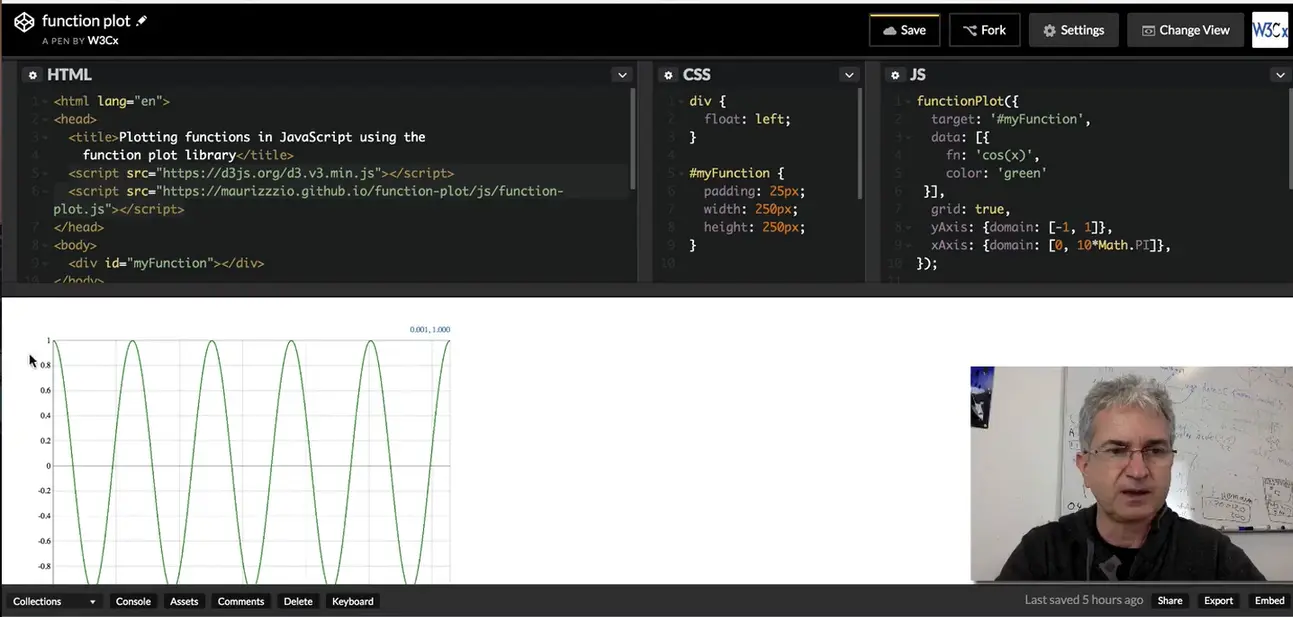 function plot
A PEN BY W3Cx
Save
Fork
Settings
Change View
W3Cx
HTML
1 <html lang="en">
2 <head>
3 <title>Plotting functions in JavaScript using the
4 function plot library</title>
5 <script src="https://d3js.org/d3.v3.min.js"></script>
6 <script src="https://maurizzzio.github.io/function-plot/js/function-
plot.js"></script>
7 </head>
8 <body>
9 <div id="myFunction"></div>
10 </body>
CSS
1 div {
2 float: left;
3 }
4
5 #myFunction {
6 padding: 25px;
7 width: 250px;
8 height: 250px;
9 }
10
JS
1 functionPlot({
2 target: '#myFunction',
3 data: [{
4 fn: 'cos(x)',
5 color: 'green'
6 }],
7 grid: true,
8 yAxis: {domain: [-1, 1]},
9 xAxis: {domain: [0, 10*Math.PI]},
10 });
11
0.001, 1.000
1
0.8
0.6
0.4
0.2
0
-0.2
-0.4
-0.6
-0.8
Collections
Console
Assets
Comments
Delete
Keyboard
Last saved 5 hours ago
Share
Export
Embed